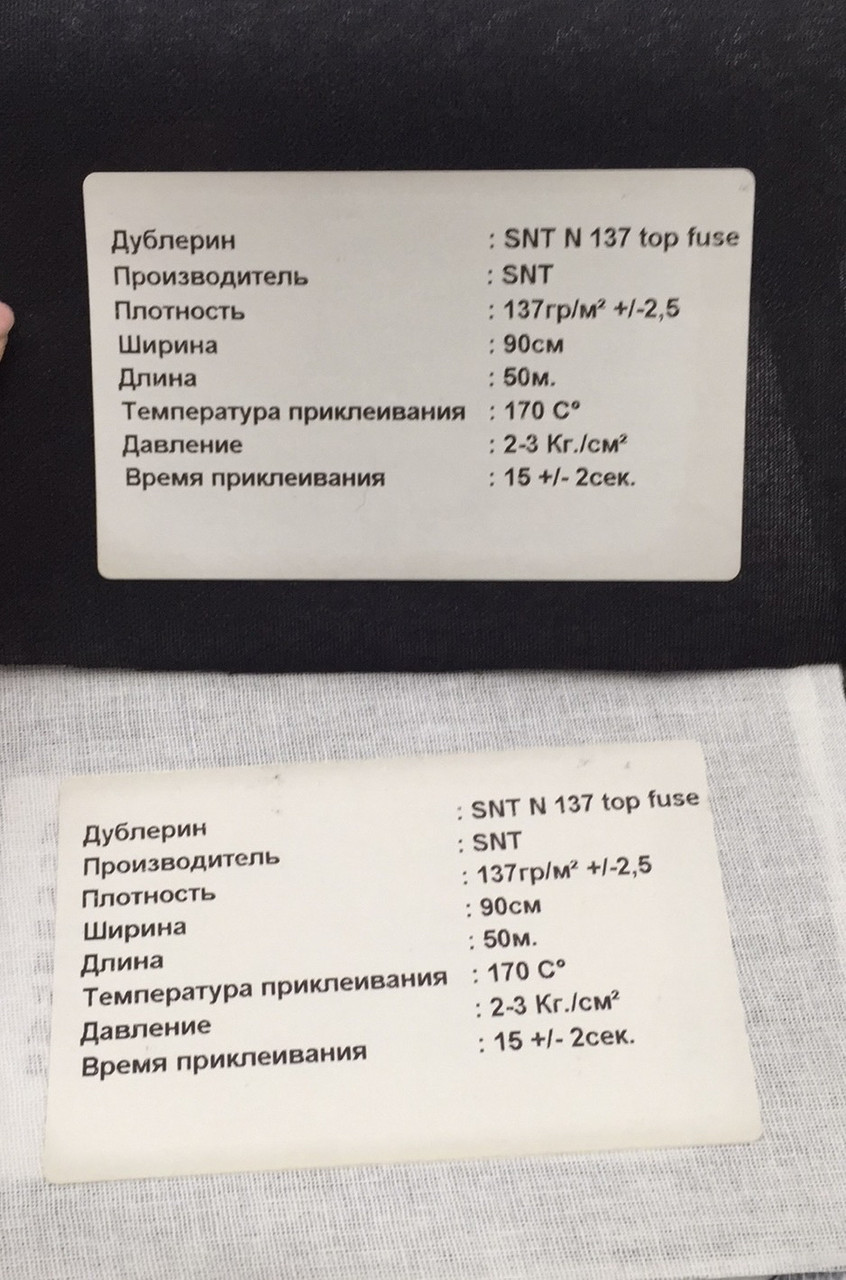 Дублерин : SNT N 137 top fuse
Производитель : SNT
Плотность : 137гр/м² +/-2,5
Ширина : 90см
Длина : 50м.
Температура приклеивания : 170 С°
Давление : 2-3 Кг./см²
Время приклеивания : 15 +/- 2сек.
Дублерин : SNT N 137 top fuse
Производитель : SNT
Плотность : 137гр/м² +/-2,5
Ширина : 90см
Длина : 50м.
Температура приклеивания : 170 С°
Давление : 2-3 Кг./см²
Время приклеивания : 15 +/- 2сек.